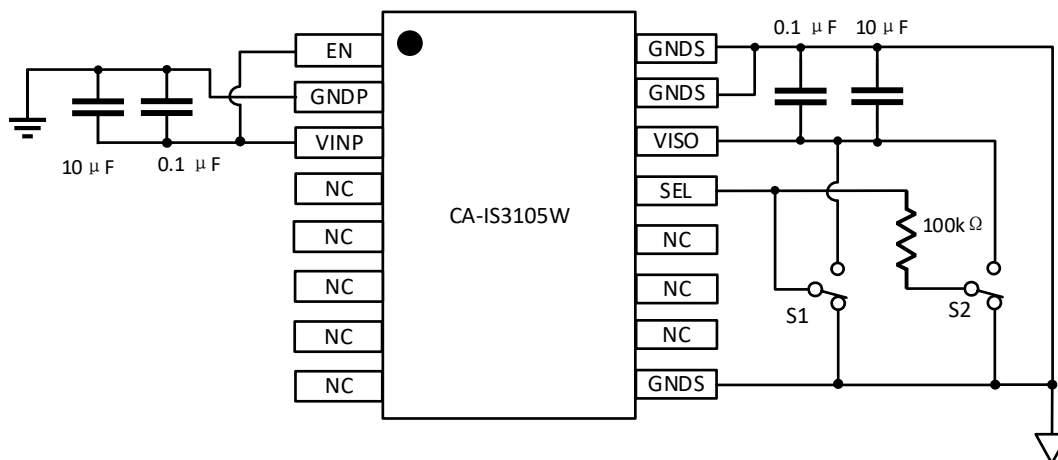 EN
GNDP
VINP
NC
NC
NC
NC
NC
10 μF
0.1 μF
CA-IS3105W
GNDS
GNDS
VISO
SEL
NC
NC
NC
GNDS
0.1 μF
10 μF
100kΩ
S1
S2